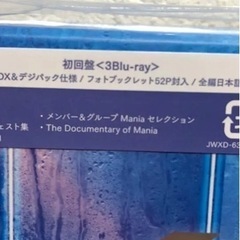 初回盤<3Blu-ray>
OX&デジパック仕様 / フォトブックレット52P封入 / 全編日本語
・メンバー&グループ Mania セレクション
ェスト集 ・The Documentary of Mania
JWXD-63